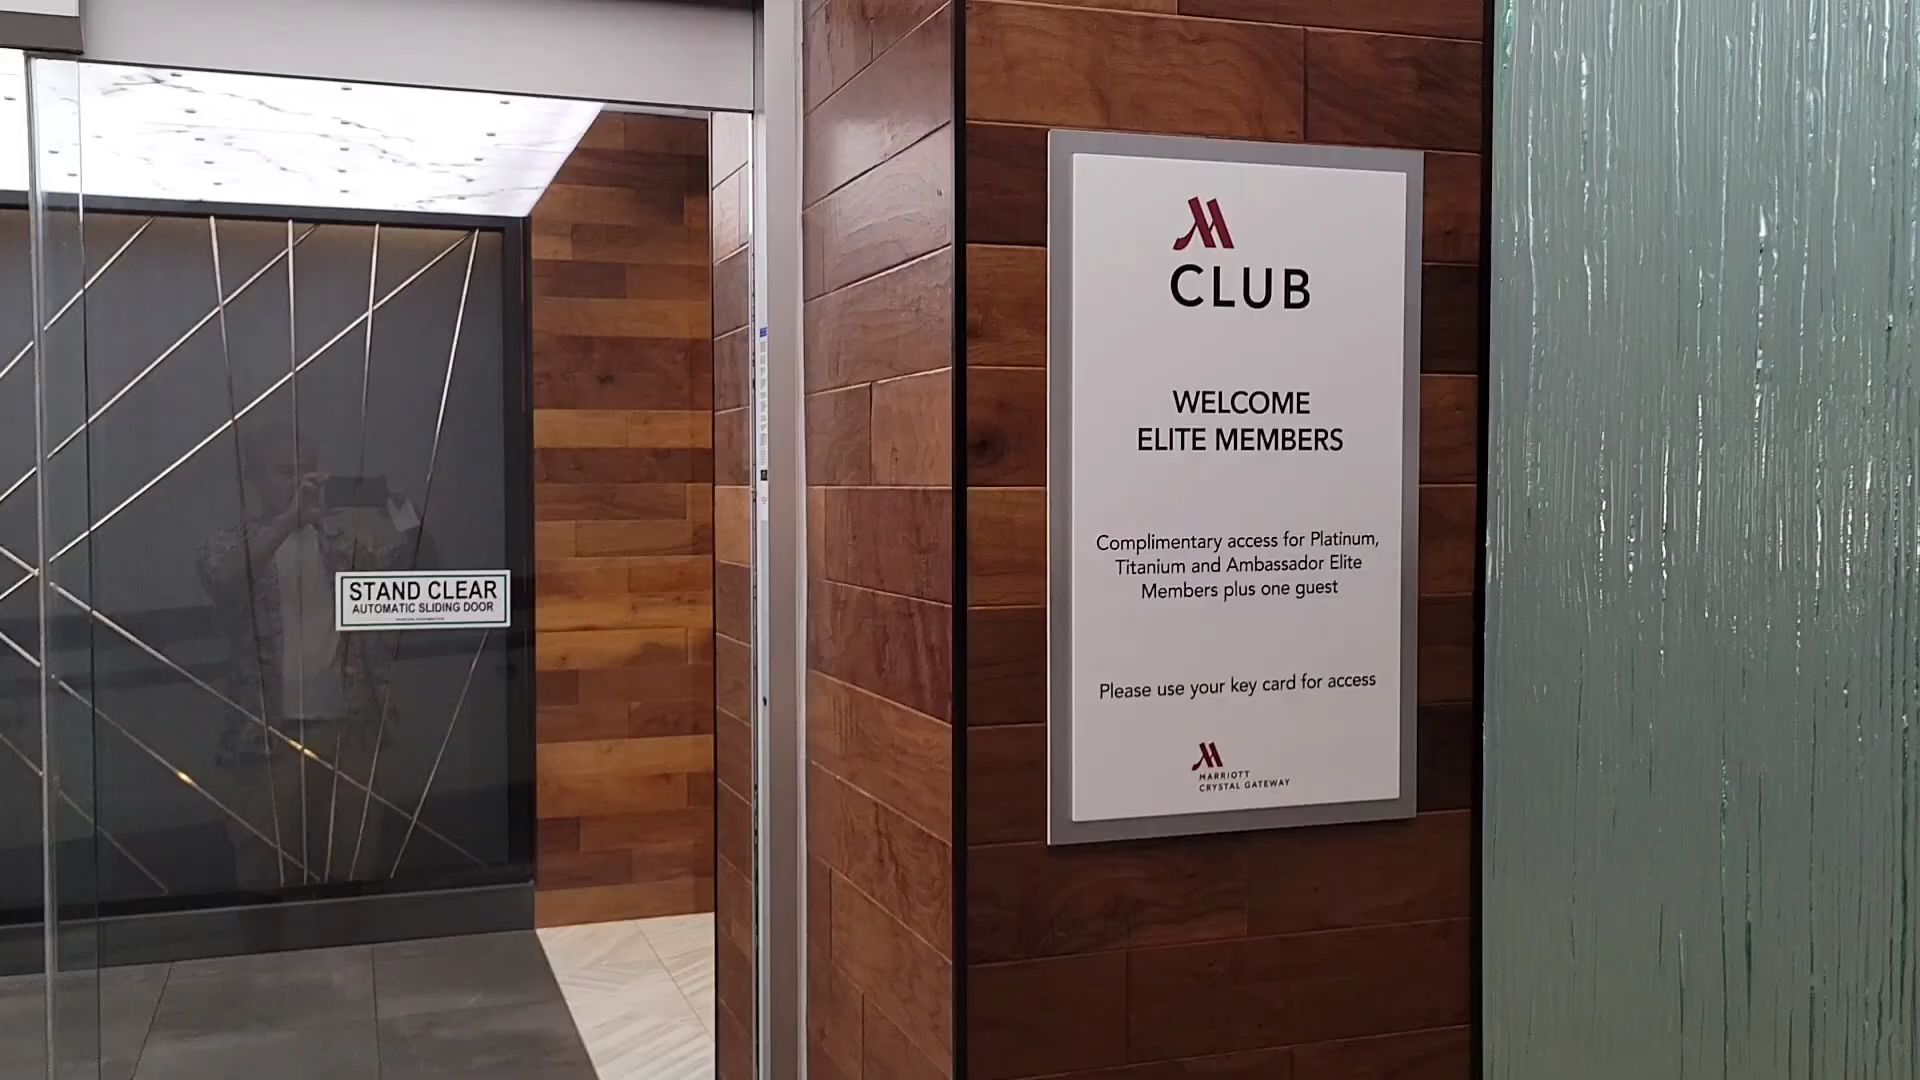 STAND CLEAR
AUTOMATIC SLIDING DOOR
CLUB
WELCOME
ELITE MEMBERS
Complimentary access for Platinum,
Titanium and Ambassador Elite
Members plus one guest
Please use your key card for access
MARRIOTT
CRYSTAL GATEWAY